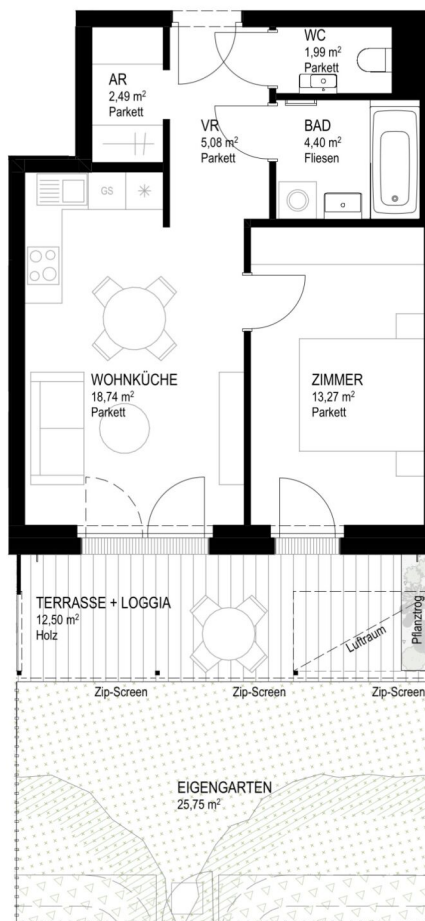 WC
1,99 m²
Parkett
AR
2,49 m²
Parkett
VR
5,08 m²
Parkett
BAD
4,40 m²
Fliesen
GS
WOHNKÜCHE
18,74 m²
Parkett
ZIMMER
13,27 m²
Parkett
TERRASSE + LOGGIA
12,50 m²
Holz
Luftraum
Pflanztrog
Zip-Screen
Zip-Screen
Zip-Screen
EIGENGARTEN
25,75 m²